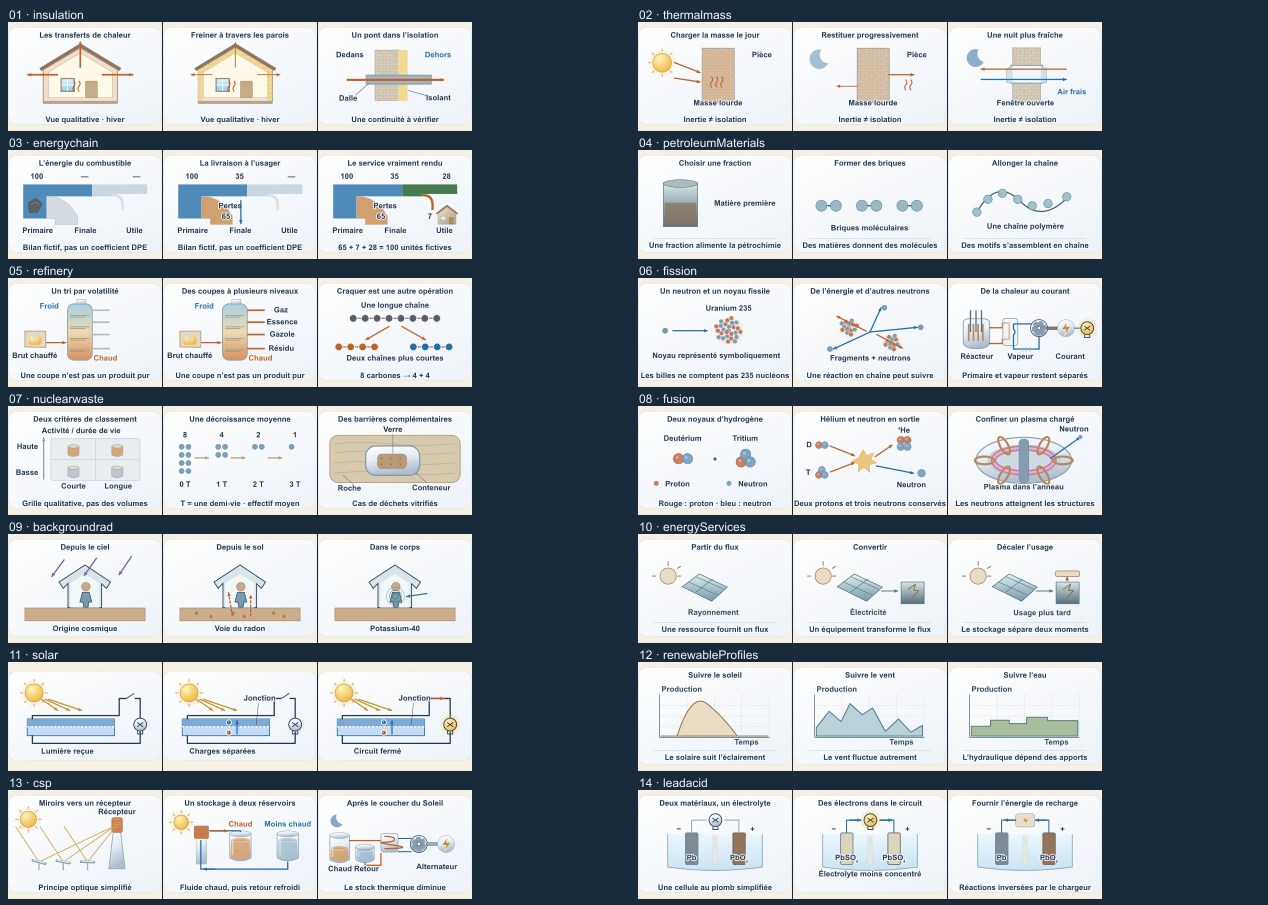 01 · insulation
Les transferts de chaleur
Vue qualitative · hiver
Freiner à travers les parois
Vue qualitative · hiver
Un pont dans l'isolation
Dedans
Dehors
Dalle
Isolant
Une continuité à vérifier
02 · thermalmass
Charger la masse le jour
Pièce
Masse lourde
Inertie ≠ isolation
Restituer progressivement
Pièce
Masse lourde
Inertie ≠ isolation
Une nuit plus fraîche
Air frais
Fenêtre ouverte
Inertie ≠ isolation
03 · energychain
L'énergie du combustible
100 — —
Primaire Finale Utile
Bilan fictif, pas un coefficient DPE
La livraison à l'usager
100 35 —
Pertes
65
Primaire Finale Utile
Bilan fictif, pas un coefficient DPE
Le service vraiment rendu
100 35 28
Pertes
65 7
Primaire Finale Utile
65 + 7 + 28 = 100 unités fictives
04 · petroleumMaterials
Choisir une fraction
Matière première
Une fraction alimente la pétrochimie
Former des briques
Briques moléculaires
Des matières donnent des molécules
Allonger la chaîne
Une chaîne polymère
Des motifs s'assemblent en chaîne
05 · refinery
Un tri par volatilité
Froid
Brut chauffé
Chaud
Une coupe n'est pas un produit pur
Des coupes à plusieurs niveaux
Froid
Gaz
Essence
Gazole
Résidu
Brut chauffé
Chaud
Une coupe n'est pas un produit pur
Craquer est une autre opération
Une longue chaîne
Deux chaînes plus courtes
8 carbones → 4 + 4
06 · fission
Un neutron et un noyau fissile
Uranium 235
Noyau représenté symboliquement
Les billes ne comptent pas 235 nucléons
De l'énergie et d'autres neutrons
Fragments + neutrons
Une réaction en chaîne peut suivre
De la chaleur au courant
Réacteur Vapeur Courant
Primaire et vapeur restent séparés
07 · nuclearwaste
Deux critères de classement
Activité / durée de vie
Haute
Basse
Courte Longue
Grille qualitative, pas des volumes
Une décroissance moyenne
8 4 2 1
0 T 1 T 2 T 3 T
T = une demi-vie · effectif moyen
Des barrières complémentaires
Verre
Roche Conteneur
Cas de déchets vitrifiés
08 · fusion
Deux noyaux d'hydrogène
Deutérium Tritium
Proton Neutron
Rouge : proton · bleu : neutron
Hélium et neutron en sortie
⁴He
D
T
Neutron
Deux protons et trois neutrons conservés
Confiner un plasma chargé
Neutron
Plasma dans l'anneau
Les neutrons atteignent les structures
09 · backgroundrad
Depuis le ciel
Origine cosmique
Depuis le sol
Voie du radon
Dans le corps
Potassium-40
10 · energyServices
Partir du flux
Rayonnement
Une ressource fournit un flux
Convertir
Électricité
Un équipement transforme le flux
Décaler l'usage
Usage plus tard
Le stockage sépare deux moments
11 · solar
Lumière reçue
Jonction
Charges séparées
Jonction
Circuit fermé
12 · renewableProfiles
Suivre le soleil
Production
Temps
Le solaire suit l'éclairement
Suivre le vent
Production
Temps
Le vent fluctue autrement
Suivre l'eau
Production
Temps
L'hydraulique dépend des apports
13 · csp
Miroirs vers un récepteur
Récepteur
Principe optique simplifié
Un stockage à deux réservoirs
Chaud Moins chaud
Fluide chaud, puis retour refroidi
Après le coucher du Soleil
Chaud Retour
Alternateur
Le stock thermique diminue
14 · leadacid
Deux matériaux, un électrolyte
− +
Pb PbO₂
Une cellule au plomb simplifiée
Des électrons dans le circuit
− +
PbSO₄ PbSO₄
Électrolyte moins concentré
Fournir l'énergie de recharge
− +
Pb PbO₂
Réactions inversées par le chargeur